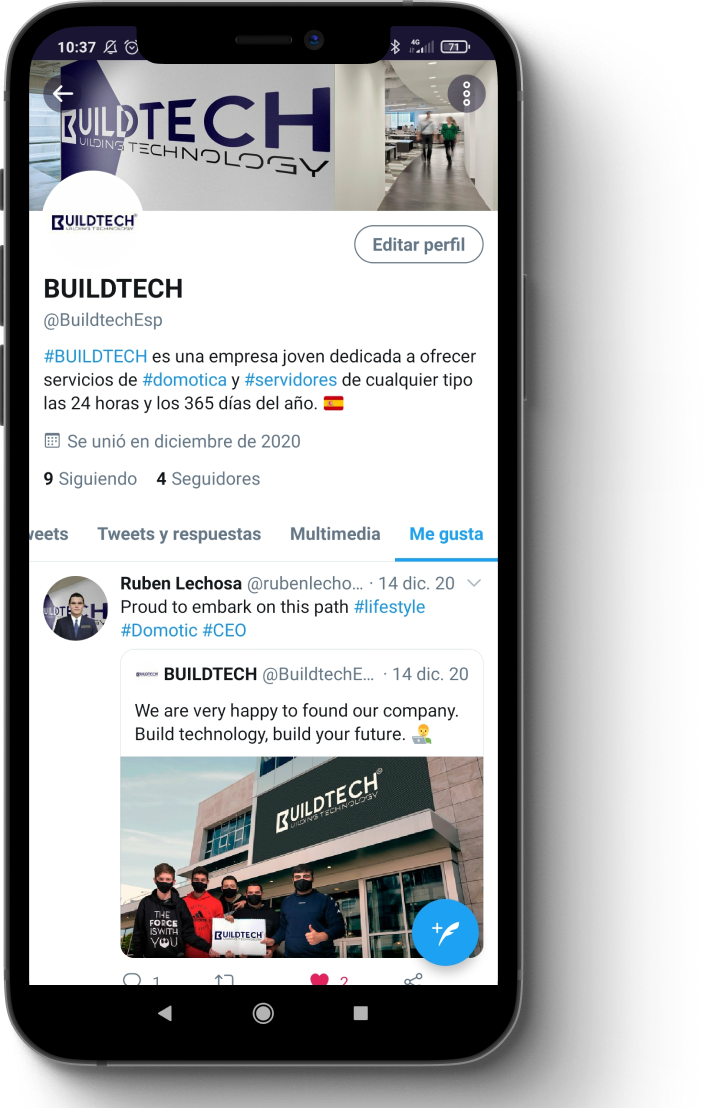 10:37
4G
71
BUILDTECH
UILDING TECHNOLOGY
BUILDTECH®
Editar perfil
BUILDTECH
@BuildtechEsp
#BUILDTECH es una empresa joven dedicada a ofrecer
servicios de #domotica y #servidores de cualquier tipo
las 24 horas y los 365 días del año. 🇪🇸
Se unió en diciembre de 2020
9 Siguiendo 4 Seguidores
weets Tweets y respuestas Multimedia Me gusta
Ruben Lechosa @rubenlecho... · 14 dic. 20
Proud to embark on this path #lifestyle
#Domotic #CEO
BUILDTECH @BuildtechE... · 14 dic. 20
We are very happy to found our company.
Build technology, build your future. 👨‍💻
BUILDTECH®
UILDING TECHNOLOGY
THE
FORCE
IS WITH
YOU
BUILDTECH
1 2